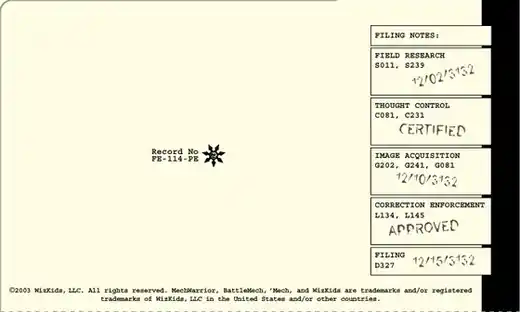 FILING NOTES:
FIELD RESEARCH
S011, S239
12/02/3132
THOUGHT CONTROL
C081, C231
CERTIFIED
Record No
FE-114-PE
IMAGE ACQUISITION
G202, G241, G081
12/10/3132
CORRECTION ENFORCEMENT
L134, L145
APPROVED
FILING
D327
12/15/3132
©2003 WizKids, LLC. All rights reserved. MechWarrior, BattleMech, 'Mech, and WizKids are trademarks and/or registered
trademarks of WizKids, LLC in the United States and/or other countries.